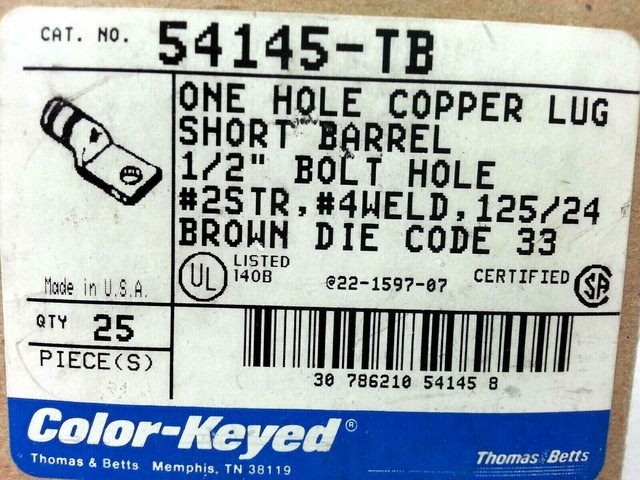 CAT. NO. 54145-TB
ONE HOLE COPPER LUG
SHORT BARREL
1/2" BOLT HOLE
#2STR,#4WELD,125/24
BROWN DIE CODE 33
UL LISTED 140B @22-1597-07 CERTIFIED SA
Made in U.S.A.
QTY 25
PIECE(S)
30 786210 54145 8
Color-Keyed®
Thomas & Betts Memphis, TN 38119
Thomas&Betts